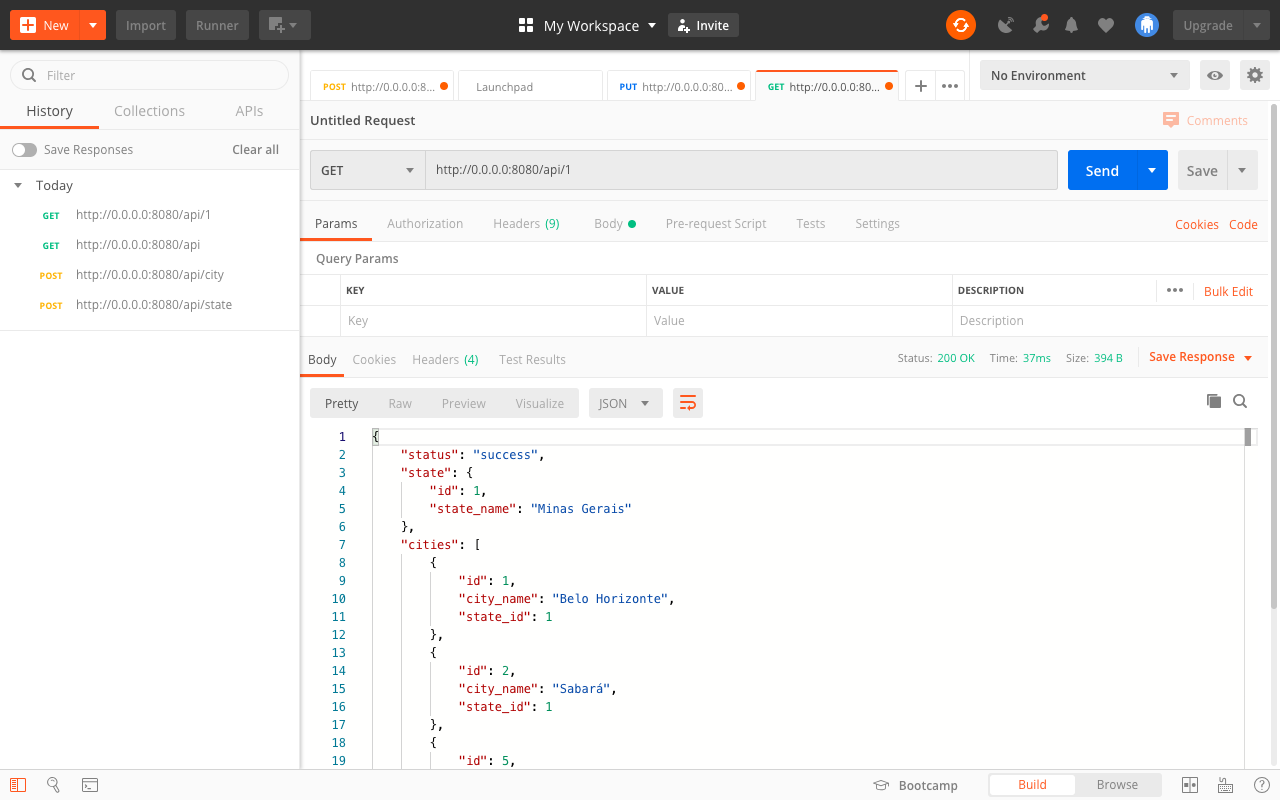 New Import Runner My Workspace Invite Upgrade
Filter
History Collections APIs
Save Responses Clear all
Today
GET http://0.0.0.0:8080/api/1
GET http://0.0.0.0:8080/api
POST http://0.0.0.0:8080/api/city
POST http://0.0.0.0:8080/api/state
POST http://0.0.0.0:8... Launchpad PUT http://0.0.0.0:80... GET http://0.0.0.0:80... No Environment
Untitled Request Comments
GET http://0.0.0.0:8080/api/1 Send Save
Params Authorization Headers (9) Body Pre-request Script Tests Settings Cookies Code
Query Params
KEY VALUE DESCRIPTION Bulk Edit
Key Value Description
Body Cookies Headers (4) Test Results Status: 200 OK Time: 37ms Size: 394 B Save Response
Pretty Raw Preview Visualize JSON
1 {
2 "status": "success",
3 "state": {
4 "id": 1,
5 "state_name": "Minas Gerais"
6 },
7 "cities": [
8 {
9 "id": 1,
10 "city_name": "Belo Horizonte",
11 "state_id": 1
12 },
13 {
14 "id": 2,
15 "city_name": "Sabará",
16 "state_id": 1
17 },
18 {
19 "id": 5,
Bootcamp Build Browse